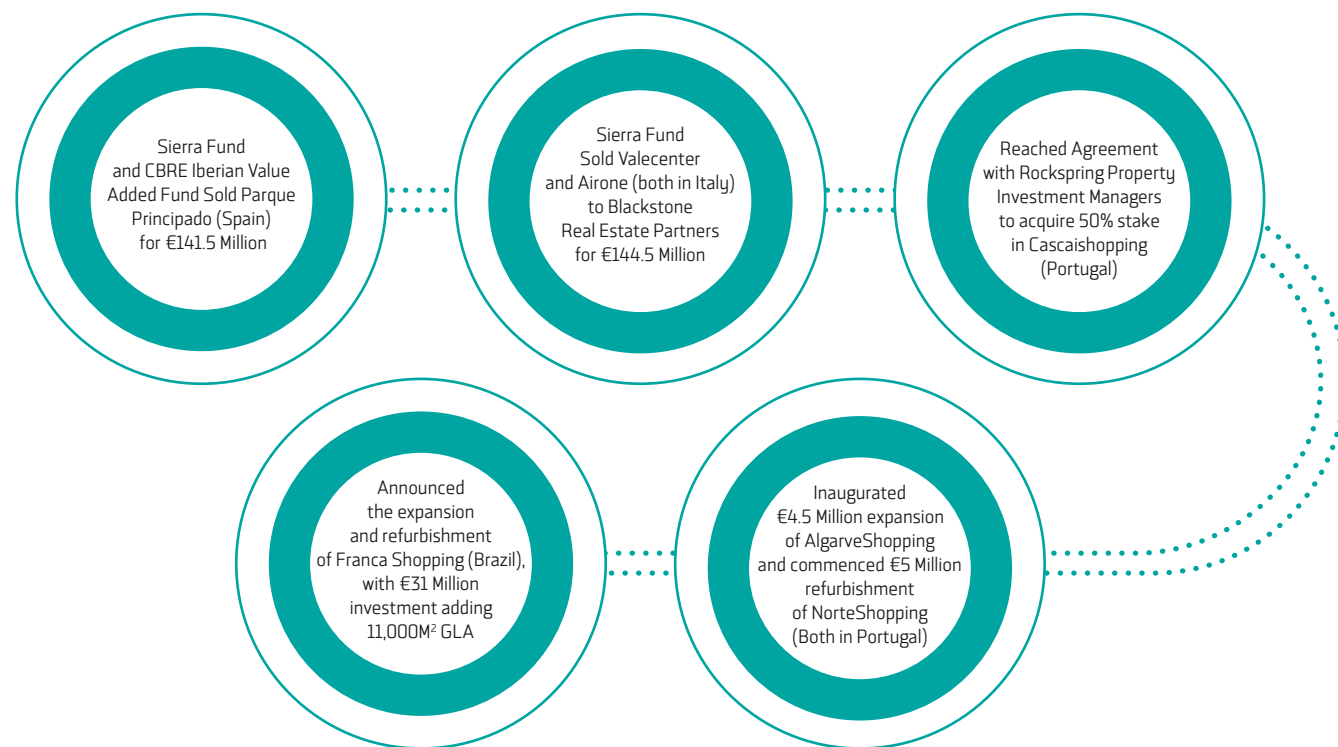 Sierra Fund
and CBRE Iberian Value
Added Fund Sold Parque
Principado (Spain)
for €141.5 Million
Sierra Fund
Sold Valecenter
and Airone (both in Italy)
to Blackstone
Real Estate Partners
for €144.5 Million
Reached Agreement
with Rockspring Property
Investment Managers
to acquire 50% stake
in Cascaishopping
(Portugal)
Inaugurated
€4.5 Million expansion
of AlgarveShopping
and commenced €5 Million
refurbishment
of NorteShopping
(Both in Portugal)
Announced
the expansion
and refurbishment
of Franca Shopping (Brazil),
with €31 Million
investment adding
11,000M² GLA